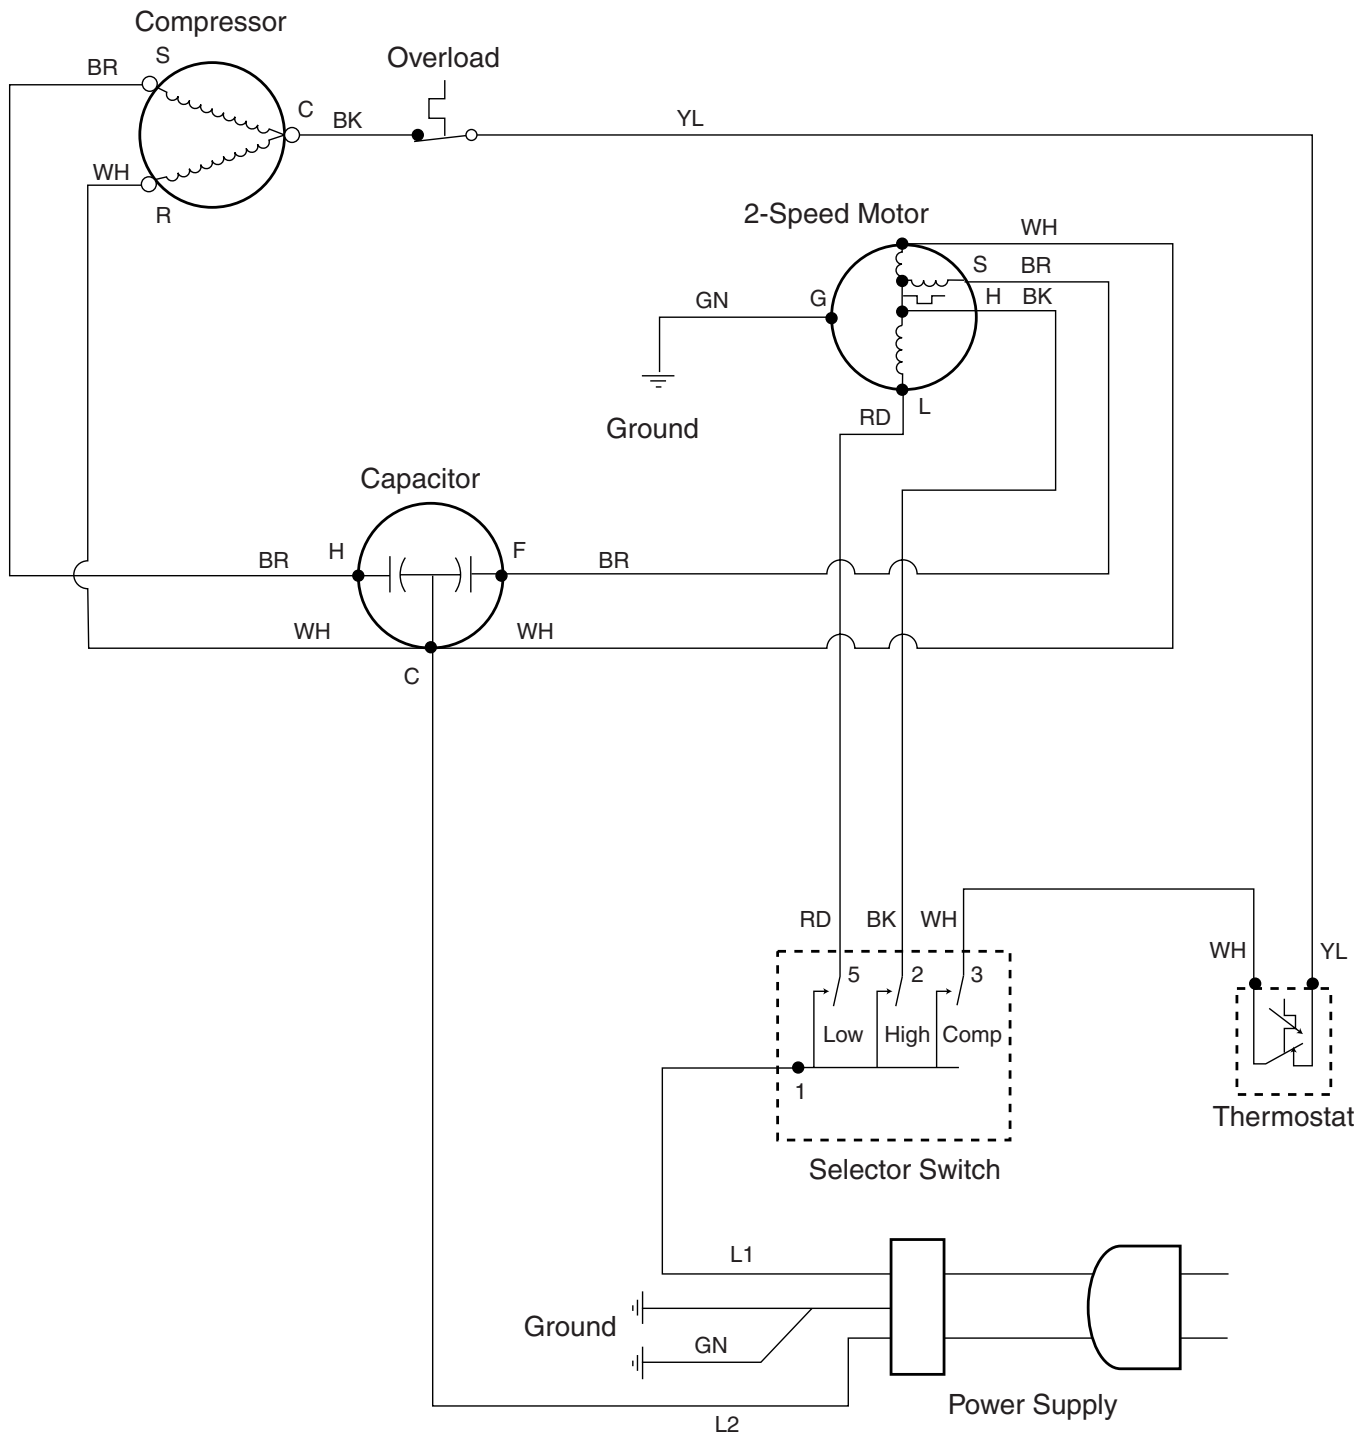 Compressor
S
Overload
BR
C
BK
YL
WH
R
2-Speed Motor
WH
S
BR
H
BK
G
GN
L
RD
Ground
Capacitor
H
F
BR
BR
WH
WH
C
RD
BK
WH
WH
YL
5
2
3
Low
High
Comp
1
Thermostat
Selector Switch
L1
Ground
GN
Power Supply
L2